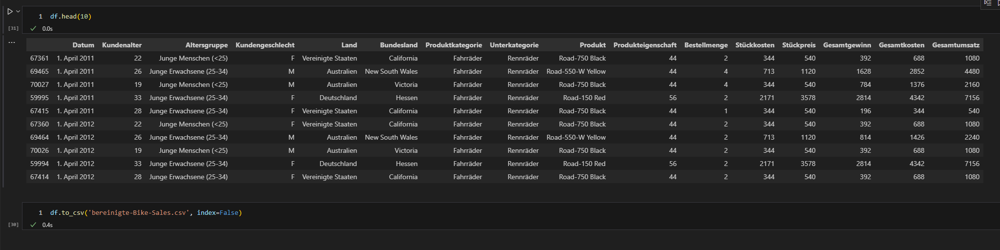 1 df.head(10)
[31] 0.0s
... Datum Kundenalter Altersgruppe Kundengeschlecht Land Bundesland Produktkategorie Unterkategorie Produkt Produkteigenschaft Bestellmenge Stückkosten Stückpreis Gesamtgewinn Gesamtkosten Gesamtumsatz
67361 1. April 2011 22 Junge Menschen (<25) F Vereinigte Staaten California Fahrräder Rennräder Road-750 Black 44 2 344 540 392 688 1080
69465 1. April 2011 26 Junge Erwachsene (25-34) M Australien New South Wales Fahrräder Rennräder Road-550-W Yellow 44 4 713 1120 1628 2852 4480
70027 1. April 2011 19 Junge Menschen (<25) M Australien Victoria Fahrräder Rennräder Road-750 Black 44 4 344 540 784 1376 2160
59995 1. April 2011 33 Junge Erwachsene (25-34) F Deutschland Hessen Fahrräder Rennräder Road-150 Red 56 2 2171 3578 2814 4342 7156
67415 1. April 2011 28 Junge Erwachsene (25-34) F Vereinigte Staaten California Fahrräder Rennräder Road-750 Black 44 1 344 540 196 344 540
67360 1. April 2012 22 Junge Menschen (<25) F Vereinigte Staaten California Fahrräder Rennräder Road-750 Black 44 2 344 540 392 688 1080
69464 1. April 2012 26 Junge Erwachsene (25-34) M Australien New South Wales Fahrräder Rennräder Road-550-W Yellow 44 2 713 1120 814 1426 2240
70026 1. April 2012 19 Junge Menschen (<25) M Australien Victoria Fahrräder Rennräder Road-750 Black 44 2 344 540 392 688 1080
59994 1. April 2012 33 Junge Erwachsene (25-34) F Deutschland Hessen Fahrräder Rennräder Road-150 Red 56 2 2171 3578 2814 4342 7156
67414 1. April 2012 28 Junge Erwachsene (25-34) F Vereinigte Staaten California Fahrräder Rennräder Road-750 Black 44 2 344 540 392 688 1080
1 df.to_csv('bereinigte-Bike-Sales.csv', index=False)
[30] 0.4s